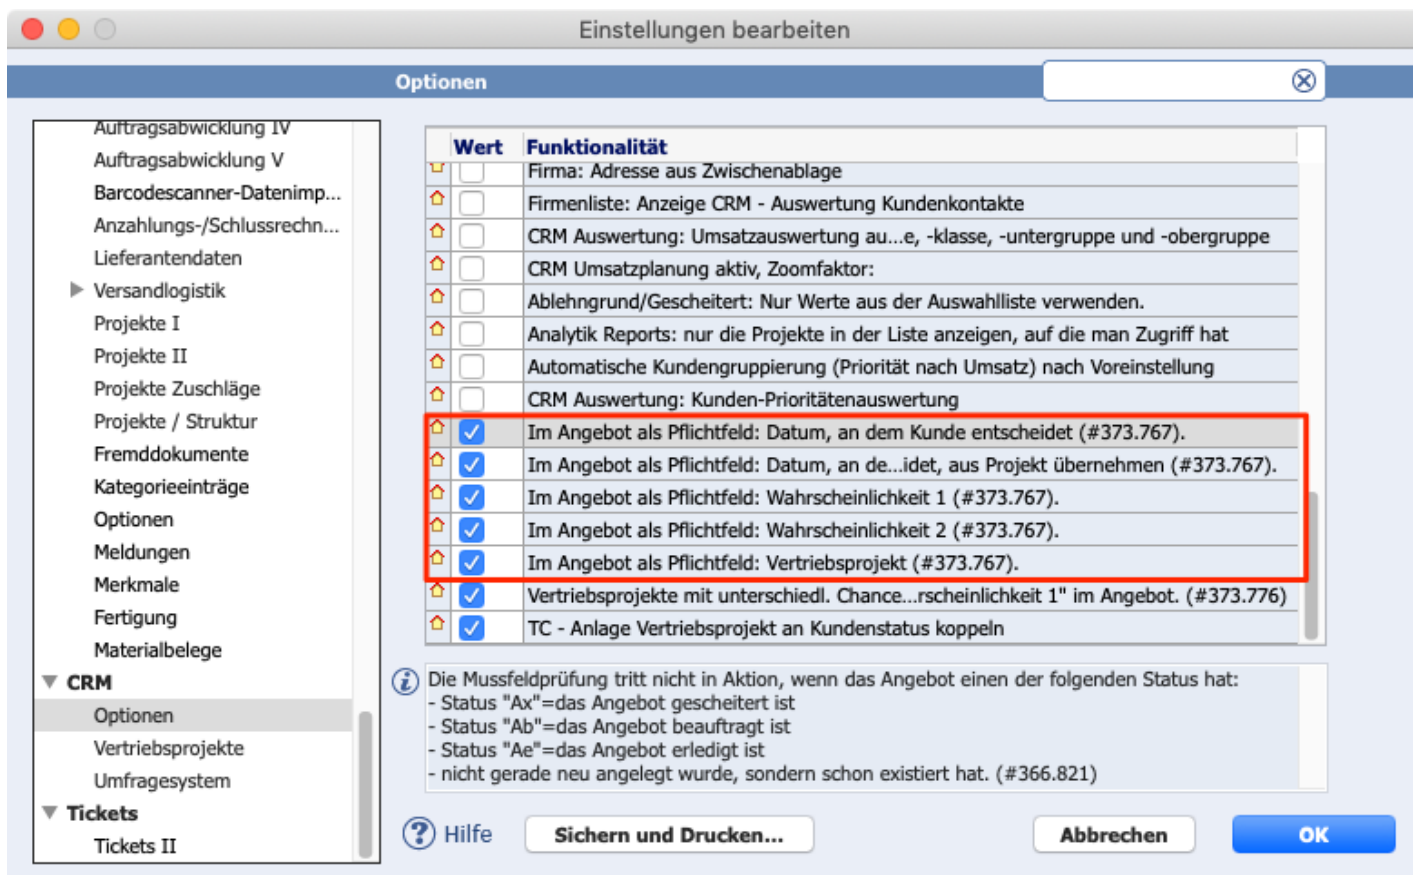 Einstellungen bearbeiten
Optionen
Auftragsabwicklung IV
Auftragsabwicklung V
Barcodescanner-Datenimp...
Anzahlungs-/Schlussrechn...
Lieferantendaten
Versandlogistik
Projekte I
Projekte II
Projekte Zuschläge
Projekte / Struktur
Fremddokumente
Kategorieeinträge
Optionen
Meldungen
Merkmale
Fertigung
Materialbelege
CRM
Optionen
Vertriebsprojekte
Umfragesystem
Tickets
Tickets II
Wert Funktionalität
Firma: Adresse aus Zwischenablage
Firmenliste: Anzeige CRM - Auswertung Kundenkontakte
CRM Auswertung: Umsatzauswertung au...e, -klasse, -untergruppe und -obergruppe
CRM Umsatzplanung aktiv, Zoomfaktor:
Ablehngrund/Gescheitert: Nur Werte aus der Auswahlliste verwenden.
Analytik Reports: nur die Projekte in der Liste anzeigen, auf die man Zugriff hat
Automatische Kundengruppierung (Priorität nach Umsatz) nach Voreinstellung
CRM Auswertung: Kunden-Prioritätenauswertung
Im Angebot als Pflichtfeld: Datum, an dem Kunde entscheidet (#373.767).
Im Angebot als Pflichtfeld: Datum, an de...idet, aus Projekt übernehmen (#373.767).
Im Angebot als Pflichtfeld: Wahrscheinlichkeit 1 (#373.767).
Im Angebot als Pflichtfeld: Wahrscheinlichkeit 2 (#373.767).
Im Angebot als Pflichtfeld: Vertriebsprojekt (#373.767).
Vertriebsprojekte mit unterschiedl. Chance...rscheinlichkeit 1" im Angebot. (#373.776)
TC - Anlage Vertriebsprojekt an Kundenstatus koppeln
Die Mussfeldprüfung tritt nicht in Aktion, wenn das Angebot einen der folgenden Status hat:
- Status "Ax"=das Angebot gescheitert ist
- Status "Ab"=das Angebot beauftragt ist
- Status "Ae"=das Angebot erledigt ist
- nicht gerade neu angelegt wurde, sondern schon existiert hat. (#366.821)
Hilfe
Sichern und Drucken...
Abbrechen
OK